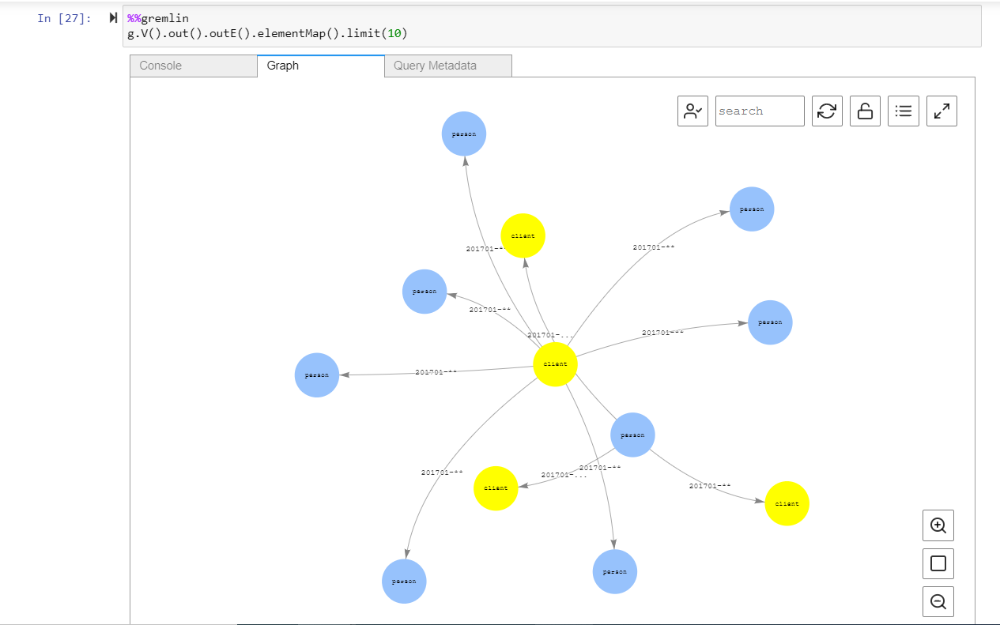 In [27]:
%%gremlin
g.V().out().outE().elementMap().limit(10)
Console
Graph
Query Metadata
search
person
person
client
201701-**
201701-**
person
201701-**
person
201701-**
201701-...
client
person
201701-**
person
201701-**
201701-**
201701-...
201701-**
client
client
person
person